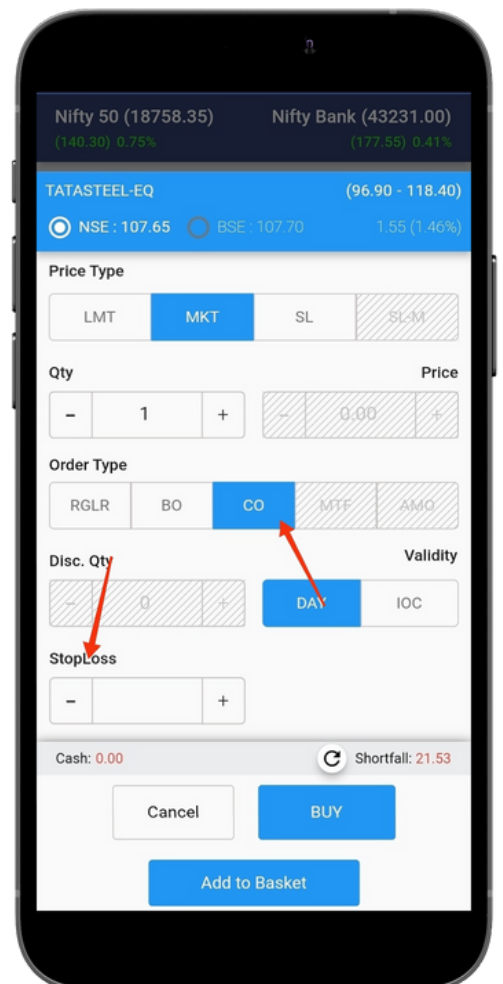 Nifty 50 (18758.35) Nifty Bank (43231.00)
(140.30) 0.75% (177.55) 0.41%
TATASTEEL-EQ (96.90 - 118.40)
NSE : 107.65 BSE : 107.70 1.55 (1.46%)
Price Type
LMT MKT SL SL-M
Qty Price
- 1 + - 0.00 +
Order Type
RGLR BO CO MTF AMO
Disc. Qty Validity
- 0 + DAY IOC
StopLoss
- +
Cash: 0.00 Shortfall: 21.53
Cancel BUY
Add to Basket